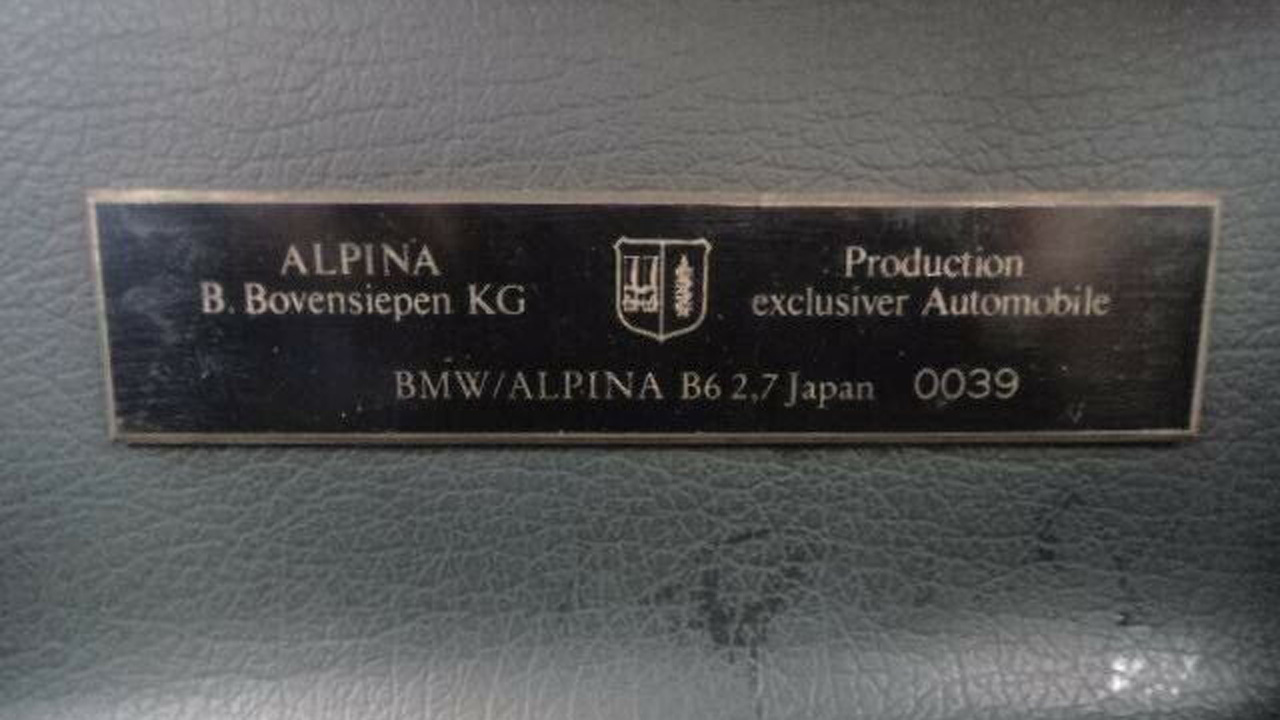 ALPINA
B. Bovensiepen KG
Production
exclusiver Automobile
BMW/ALPINA B6 2,7 Japan 0039